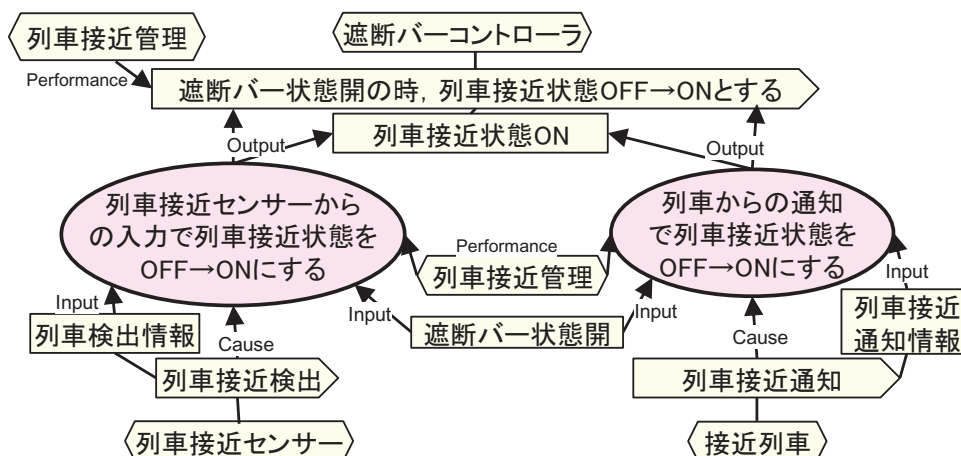 列車接近管理
遮断バーコントローラ
Performance
遮断バー状態開の時，列車接近状態OFF→ONとする
Output
列車接近状態ON
Output
列車接近センサーから
の入力で列車接近状態を
OFF→ONにする
列車からの通知
で列車接近状態を
OFF→ONにする
Performance
列車接近管理
Input
列車検出情報
Cause
列車接近検出
列車接近センサー
Input
遮断バー状態開
Input
Cause
列車接近通知
接近列車
Input
列車接近
通知情報